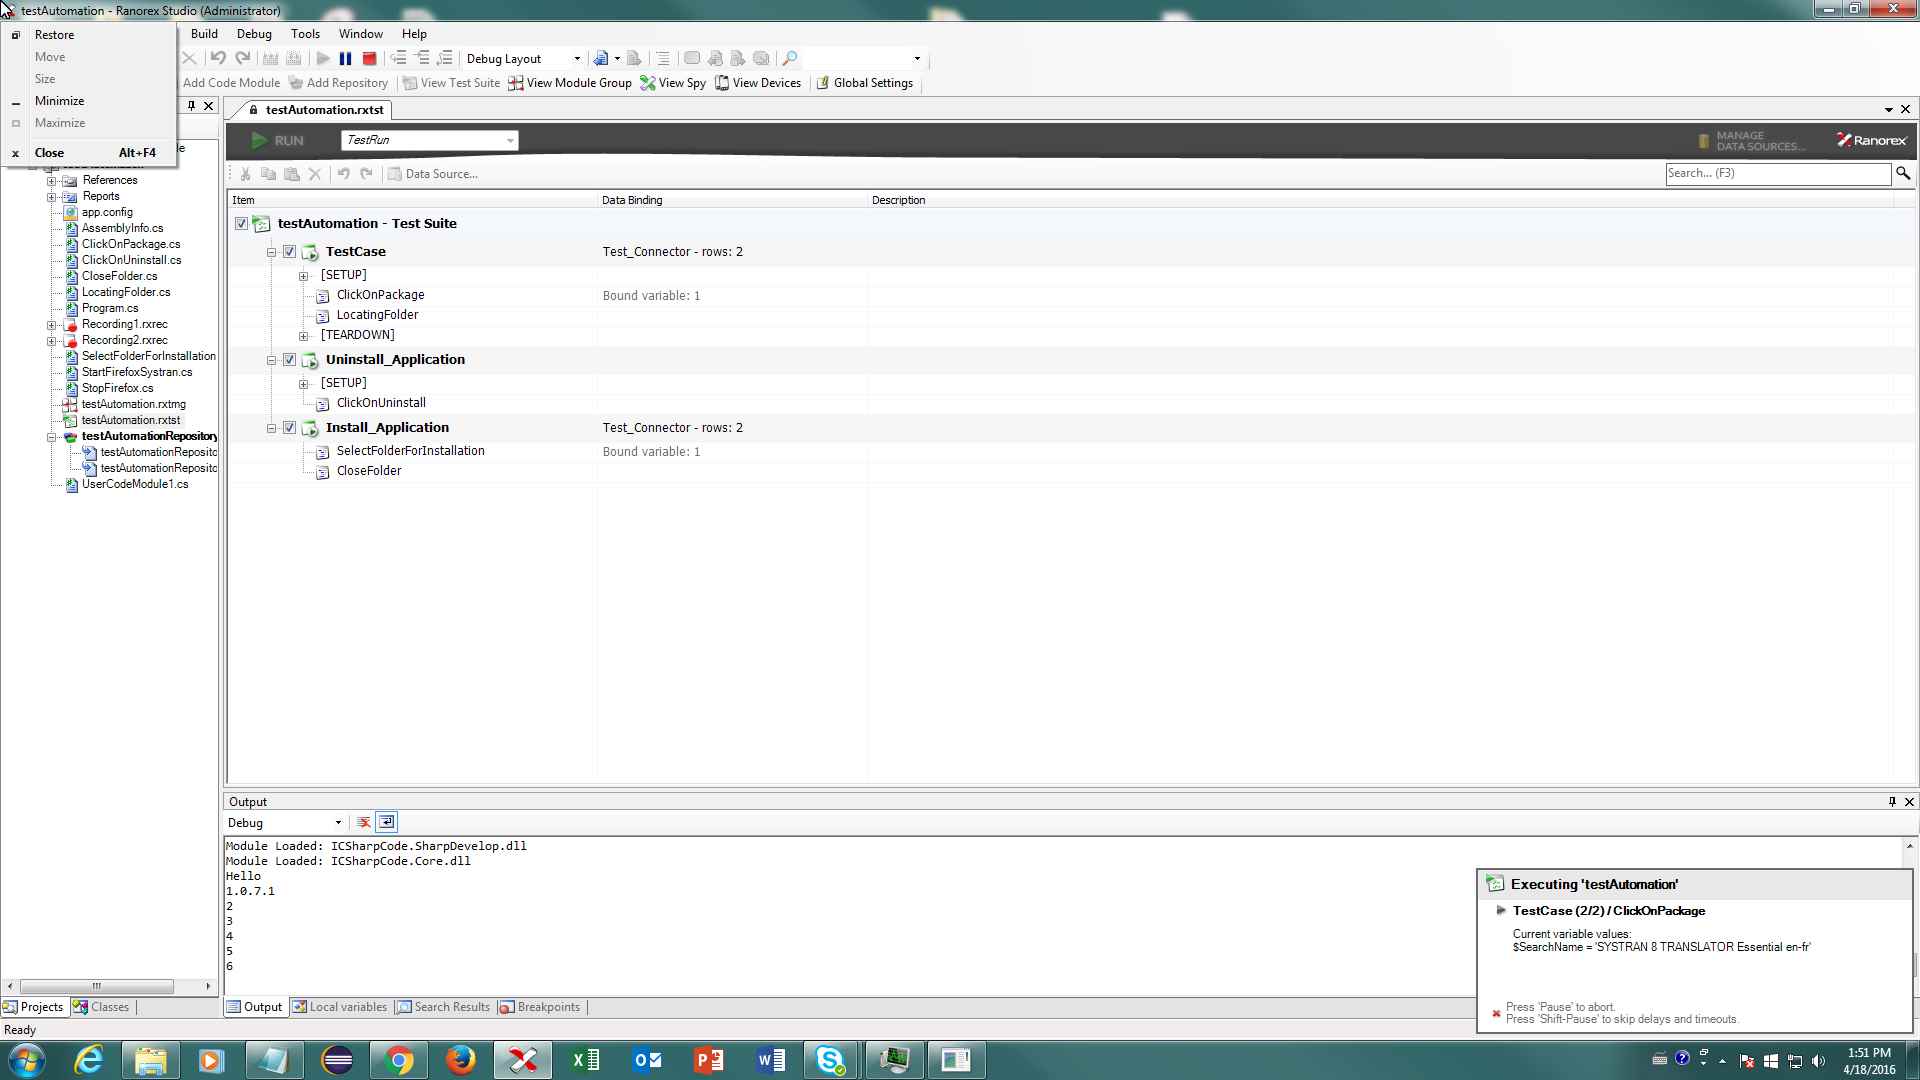 testAutomation - Ranorex Studio (Administrator)
Restore
Move
Size
Minimize
Maximize
Close Alt+F4
Build Debug Tools Window Help
Debug Layout
Add Code Module Add Repository View Test Suite View Module Group View Spy View Devices Global Settings
testAutomation.rxtst
RUN TestRun MANAGE DATA SOURCES... Ranorex
Data Source... Search... (F3)
Item Data Binding Description
testAutomation - Test Suite
TestCase Test_Connector - rows: 2
[SETUP]
ClickOnPackage Bound variable: 1
LocatingFolder
[TEARDOWN]
Uninstall_Application
[SETUP]
ClickOnUninstall
Install_Application Test_Connector - rows: 2
SelectFolderForInstallation Bound variable: 1
CloseFolder
References
Reports
app.config
AssemblyInfo.cs
ClickOnPackage.cs
ClickOnUninstall.cs
CloseFolder.cs
LocatingFolder.cs
Program.cs
Recording1.rxrec
Recording2.rxrec
SelectFolderForInstallation
StartFirefoxSystran.cs
StopFirefox.cs
testAutomation.rxtmg
testAutomation.rxtst
testAutomationRepository
testAutomationReposito
testAutomationReposito
UserCodeModule1.cs
Projects Classes
Output
Debug
Module Loaded: ICSharpCode.SharpDevelop.dll
Module Loaded: ICSharpCode.Core.dll
Hello
1.0.7.1
2
3
4
5
6
Output Local variables Search Results Breakpoints
Executing 'testAutomation'
TestCase (2/2) / ClickOnPackage
Current variable values:
$SearchName = 'SYSTRAN 8 TRANSLATOR Essential en-fr'
Press 'Pause' to abort.
Press 'Shift-Pause' to skip delays and timeouts.
Ready
1:51 PM
4/18/2016